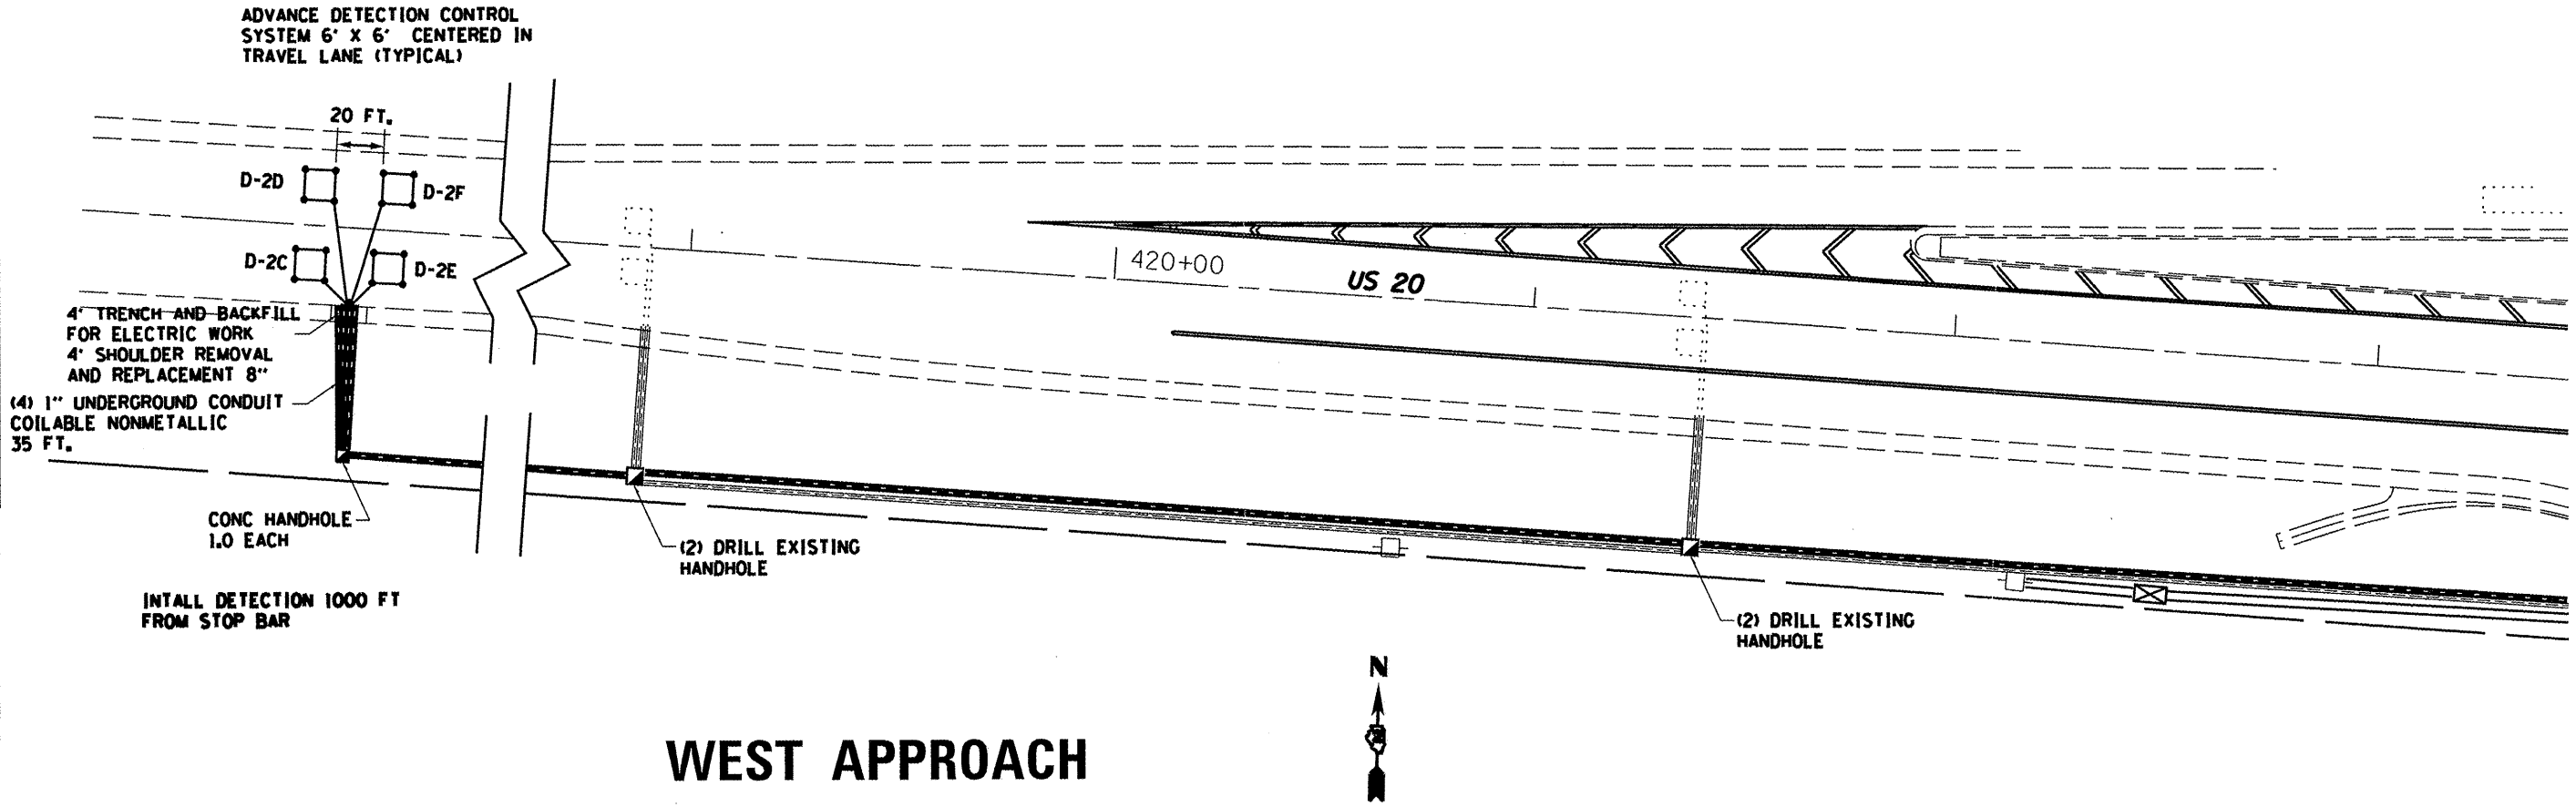 ADVANCE DETECTION CONTROL
SYSTEM 6' X 6' CENTERED IN
TRAVEL LANE (TYPICAL)
20 FT.
D-2D
D-2F
D-2C
D-2E
4' TRENCH AND BACKFILL
FOR ELECTRIC WORK
4' SHOULDER REMOVAL
AND REPLACEMENT 8"
(4) 1" UNDERGROUND CONDUIT
COILABLE NONMETALLIC
35 FT.
CONC HANDHOLE
1.0 EACH
INTALL DETECTION 1000 FT
FROM STOP BAR
420+00
US 20
(2) DRILL EXISTING
HANDHOLE
(2) DRILL EXISTING
HANDHOLE
E
N
WEST APPROACH